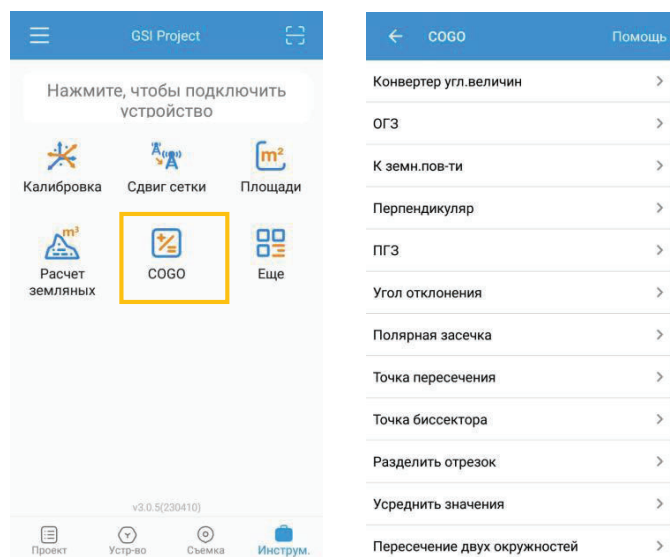 GSI Project
Нажмите, чтобы подключить
устройство
Калибровка
Сдвиг сетки
Площади
Расчет
земляных
COGO
Еще
v3.0.5(230410)
Проект
Устр-во
Съемка
Инструм.
COGO
Помощь
Конвертер угл.величин
ОГЗ
К земн.пов-ти
Перпендикуляр
ПГЗ
Угол отклонения
Полярная засечка
Точка пересечения
Точка биссектора
Разделить отрезок
Усреднить значения
Пересечение двух окружностей